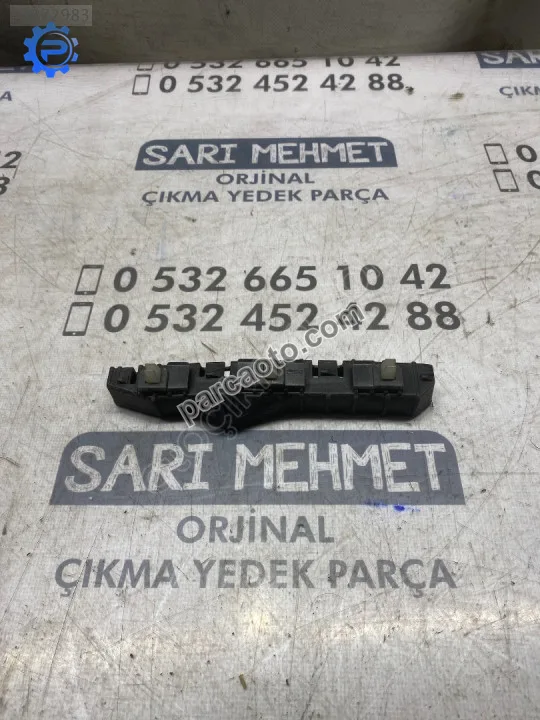 0 532 665 10 42
0 532 452 42 88,
SARI MEHMET
ORJİNAL
ÇIKMA YEDEK PARÇA
0 532 665 10 42
0 532 452 42 88
parcaoto.com
SARI MEHMET
ORJİNAL
ÇIKMA YEDEK PARÇA